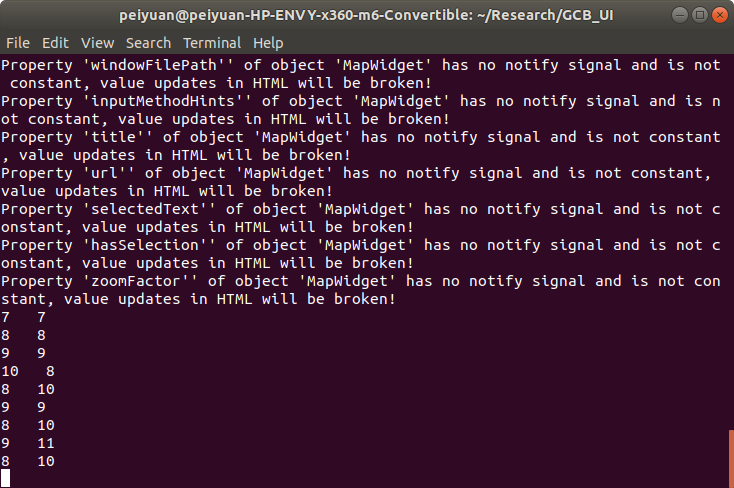 peiyuan@peiyuan-HP-ENVY-x360-m6-Convertible: ~/Research/GCB_UI
File Edit View Search Terminal Help
Property 'windowFilePath'' of object 'MapWidget' has no notify signal and is not
 constant, value updates in HTML will be broken!
Property 'inputMethodHints'' of object 'MapWidget' has no notify signal and is n
ot constant, value updates in HTML will be broken!
Property 'title'' of object 'MapWidget' has no notify signal and is not constant
, value updates in HTML will be broken!
Property 'url'' of object 'MapWidget' has no notify signal and is not constant,
value updates in HTML will be broken!
Property 'selectedText'' of object 'MapWidget' has no notify signal and is not c
onstant, value updates in HTML will be broken!
Property 'hasSelection'' of object 'MapWidget' has no notify signal and is not c
onstant, value updates in HTML will be broken!
Property 'zoomFactor'' of object 'MapWidget' has no notify signal and is not con
stant, value updates in HTML will be broken!
7   7
8   8
9   9
10   8
8   10
9   9
8   10
9   11
8   10